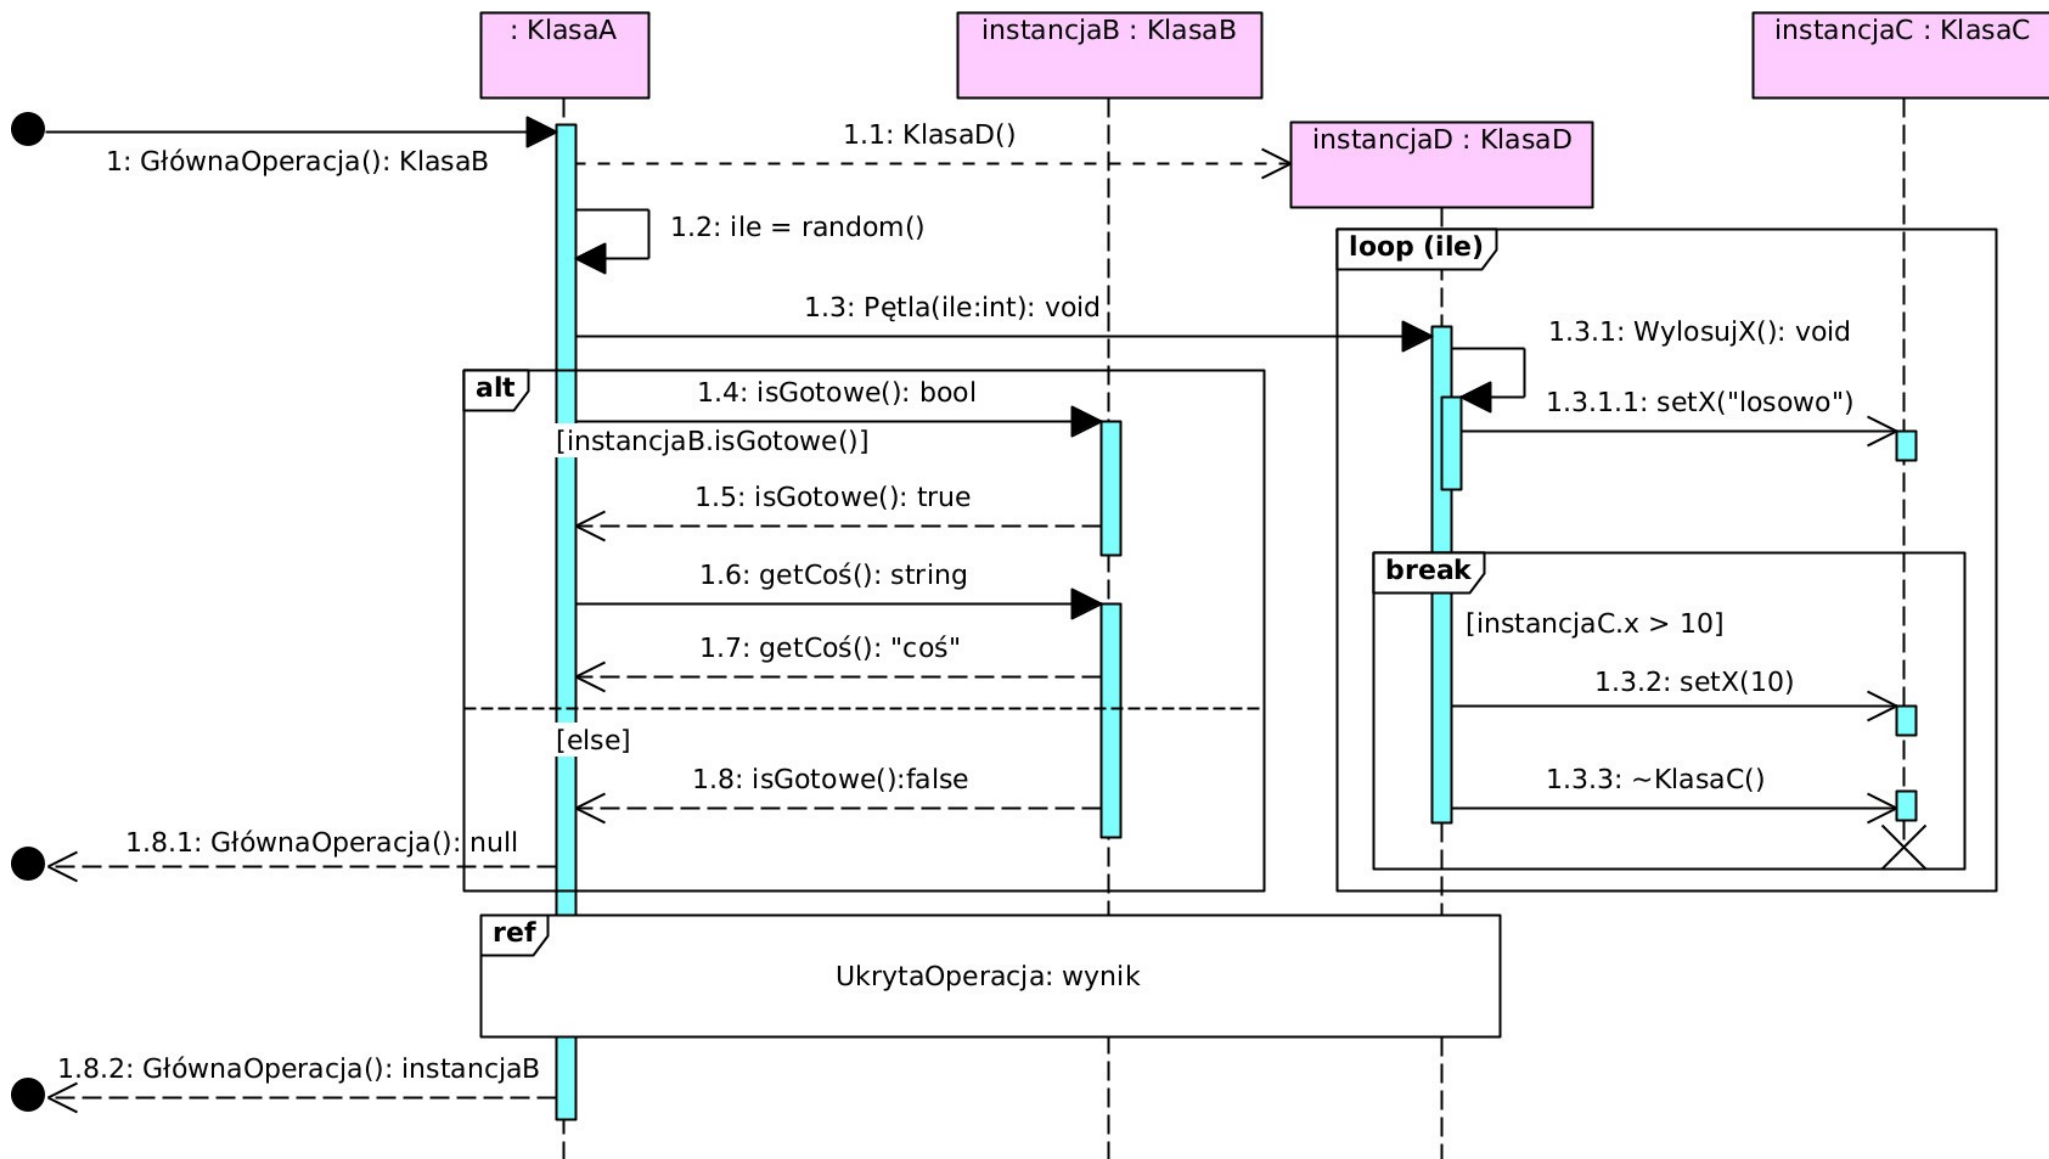 : KlasaA
instancjaB : KlasaB
instancjaC : KlasaC
1.1: KlasaD()
instancjaD : KlasaD
1: GłównaOperacja(): KlasaB
1.2: ile = random()
loop (ile)
1.3: Pętla(ile:int): void
1.3.1: WylosujX(): void
alt
1.4: isGotowe(): bool
1.3.1.1: setX("losowo")
[instancjaB.isGotowe()]
1.5: isGotowe(): true
1.6: getCoś(): string
break
[instancjaC.x > 10]
1.7: getCoś(): "coś"
1.3.2: setX(10)
[else]
1.8: isGotowe():false
1.3.3: ~KlasaC()
1.8.1: GłównaOperacja(): null
ref
UkrytaOperacja: wynik
1.8.2: GłównaOperacja(): instancjaB